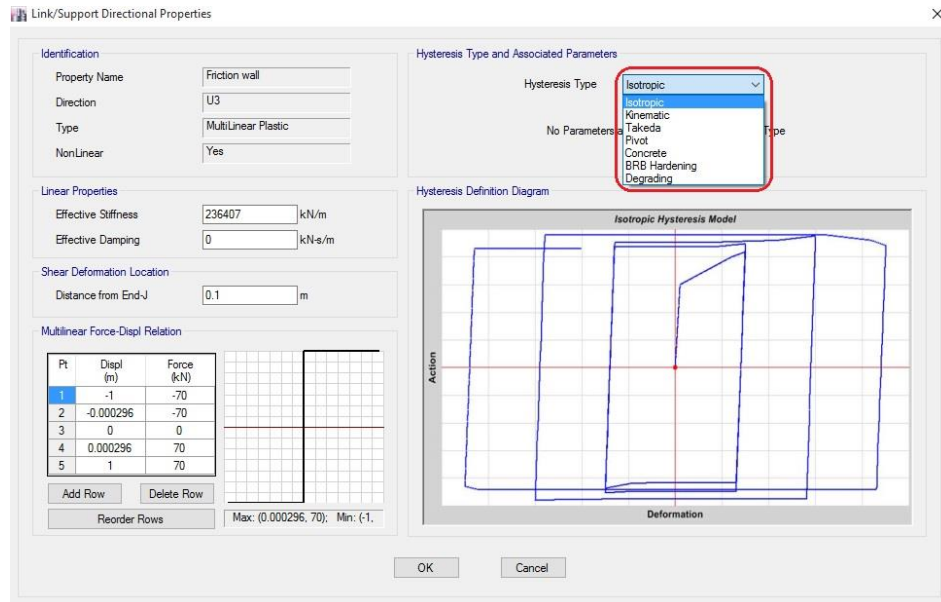 Link/Support Directional Properties
Identification
Property Name Friction wall
Direction U3
Type MultiLinear Plastic
NonLinear Yes
Linear Properties
Effective Stiffness 236407 kN/m
Effective Damping 0 kN-s/m
Shear Deformation Location
Distance from End-J 0.1 m
Multilinear Force-Displ Relation
Pt Displ (m) Force (kN)
1 -1 -70
2 -0.000296 -70
3 0 0
4 0.000296 70
5 1 70
Add Row Delete Row
Reorder Rows
Max: (0.000296, 70); Min: (-1,
Hysteresis Type and Associated Parameters
Hysteresis Type Isotropic
Isotropic
Kinematic
Takeda
Pivot
Concrete
BRB Hardening
Degrading
No Parameters Type
Hysteresis Definition Diagram
Isotropic Hysteresis Model
Action
Deformation
OK Cancel